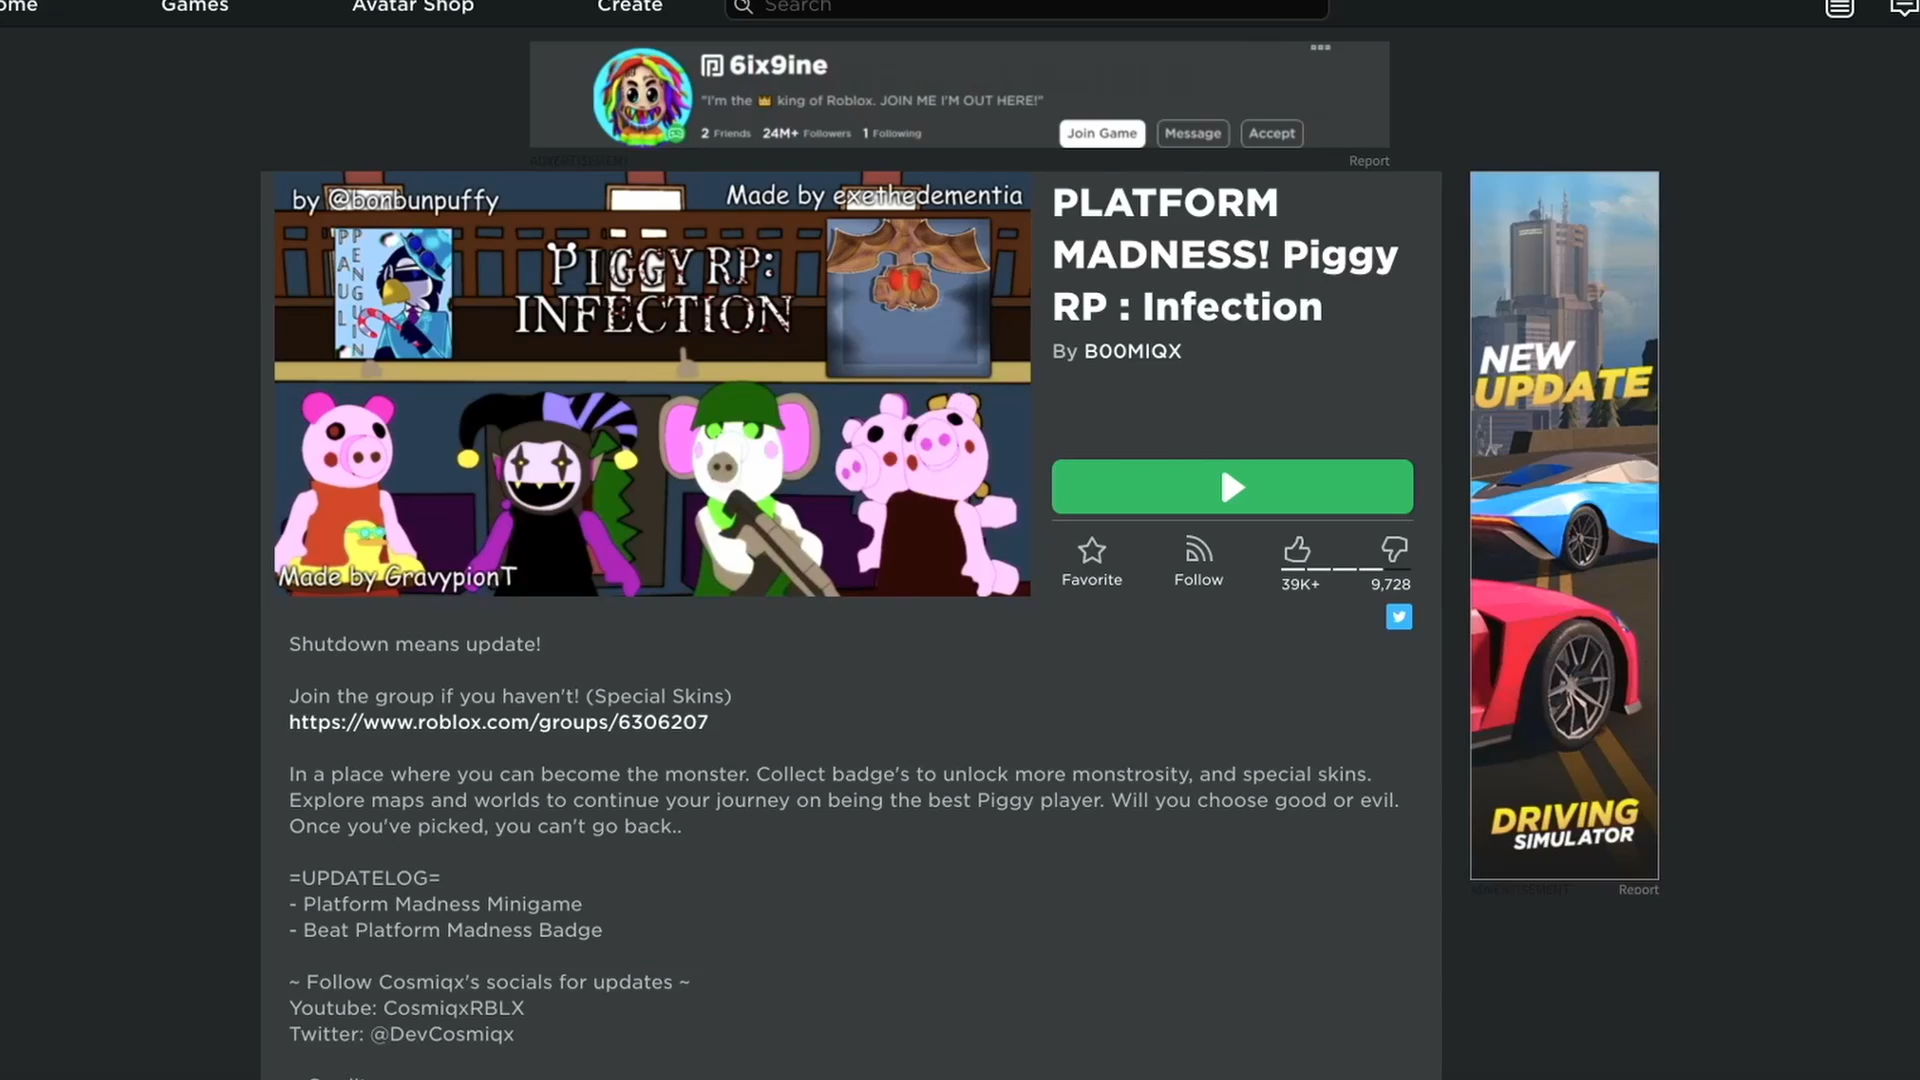 ome Games Avatar Shop Create Search
6ix9ine
"I'm the 👑 king of Roblox. JOIN ME I'M OUT HERE!"
2 Friends 24M+ Followers 1 Following
Join Game Message Accept
ADVERTISEMENT Report
by @bonbunpuffy
Made by exethedementia
PAUL
PENGUIN
PIGGY RP:
INFECTION
Made by GravypionT
PLATFORM
MADNESS! Piggy
RP : Infection
By B00MIQX
Favorite Follow 39K+ 9,728
Shutdown means update!
Join the group if you haven't! (Special Skins)
https://www.roblox.com/groups/6306207
In a place where you can become the monster. Collect badge's to unlock more monstrosity, and special skins.
Explore maps and worlds to continue your journey on being the best Piggy player. Will you choose good or evil.
Once you've picked, you can't go back..
=UPDATELOG=
- Platform Madness Minigame
- Beat Platform Madness Badge
~ Follow Cosmiqx's socials for updates ~
Youtube: CosmiqxRBLX
Twitter: @DevCosmiqx
NEW
UPDATE
DRIVING
SIMULATOR
ADVERTISEMENT Report